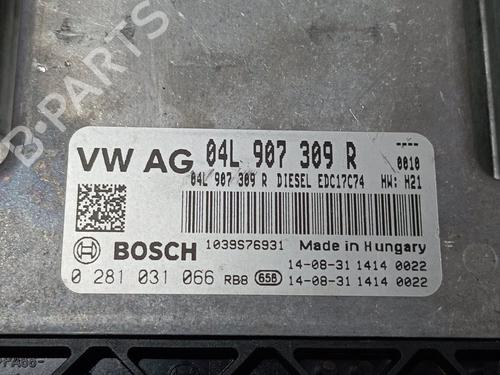 B-PARTS
VW AG 04L 907 309 R ----
04L 907 309 R DIESEL EDC17C74 0010
HW: H21
BOSCH 1039S76931 Made in Hungary
0 281 031 066 RB8 65B 14-08-31 1414 0022
14-08-31 1414 0022